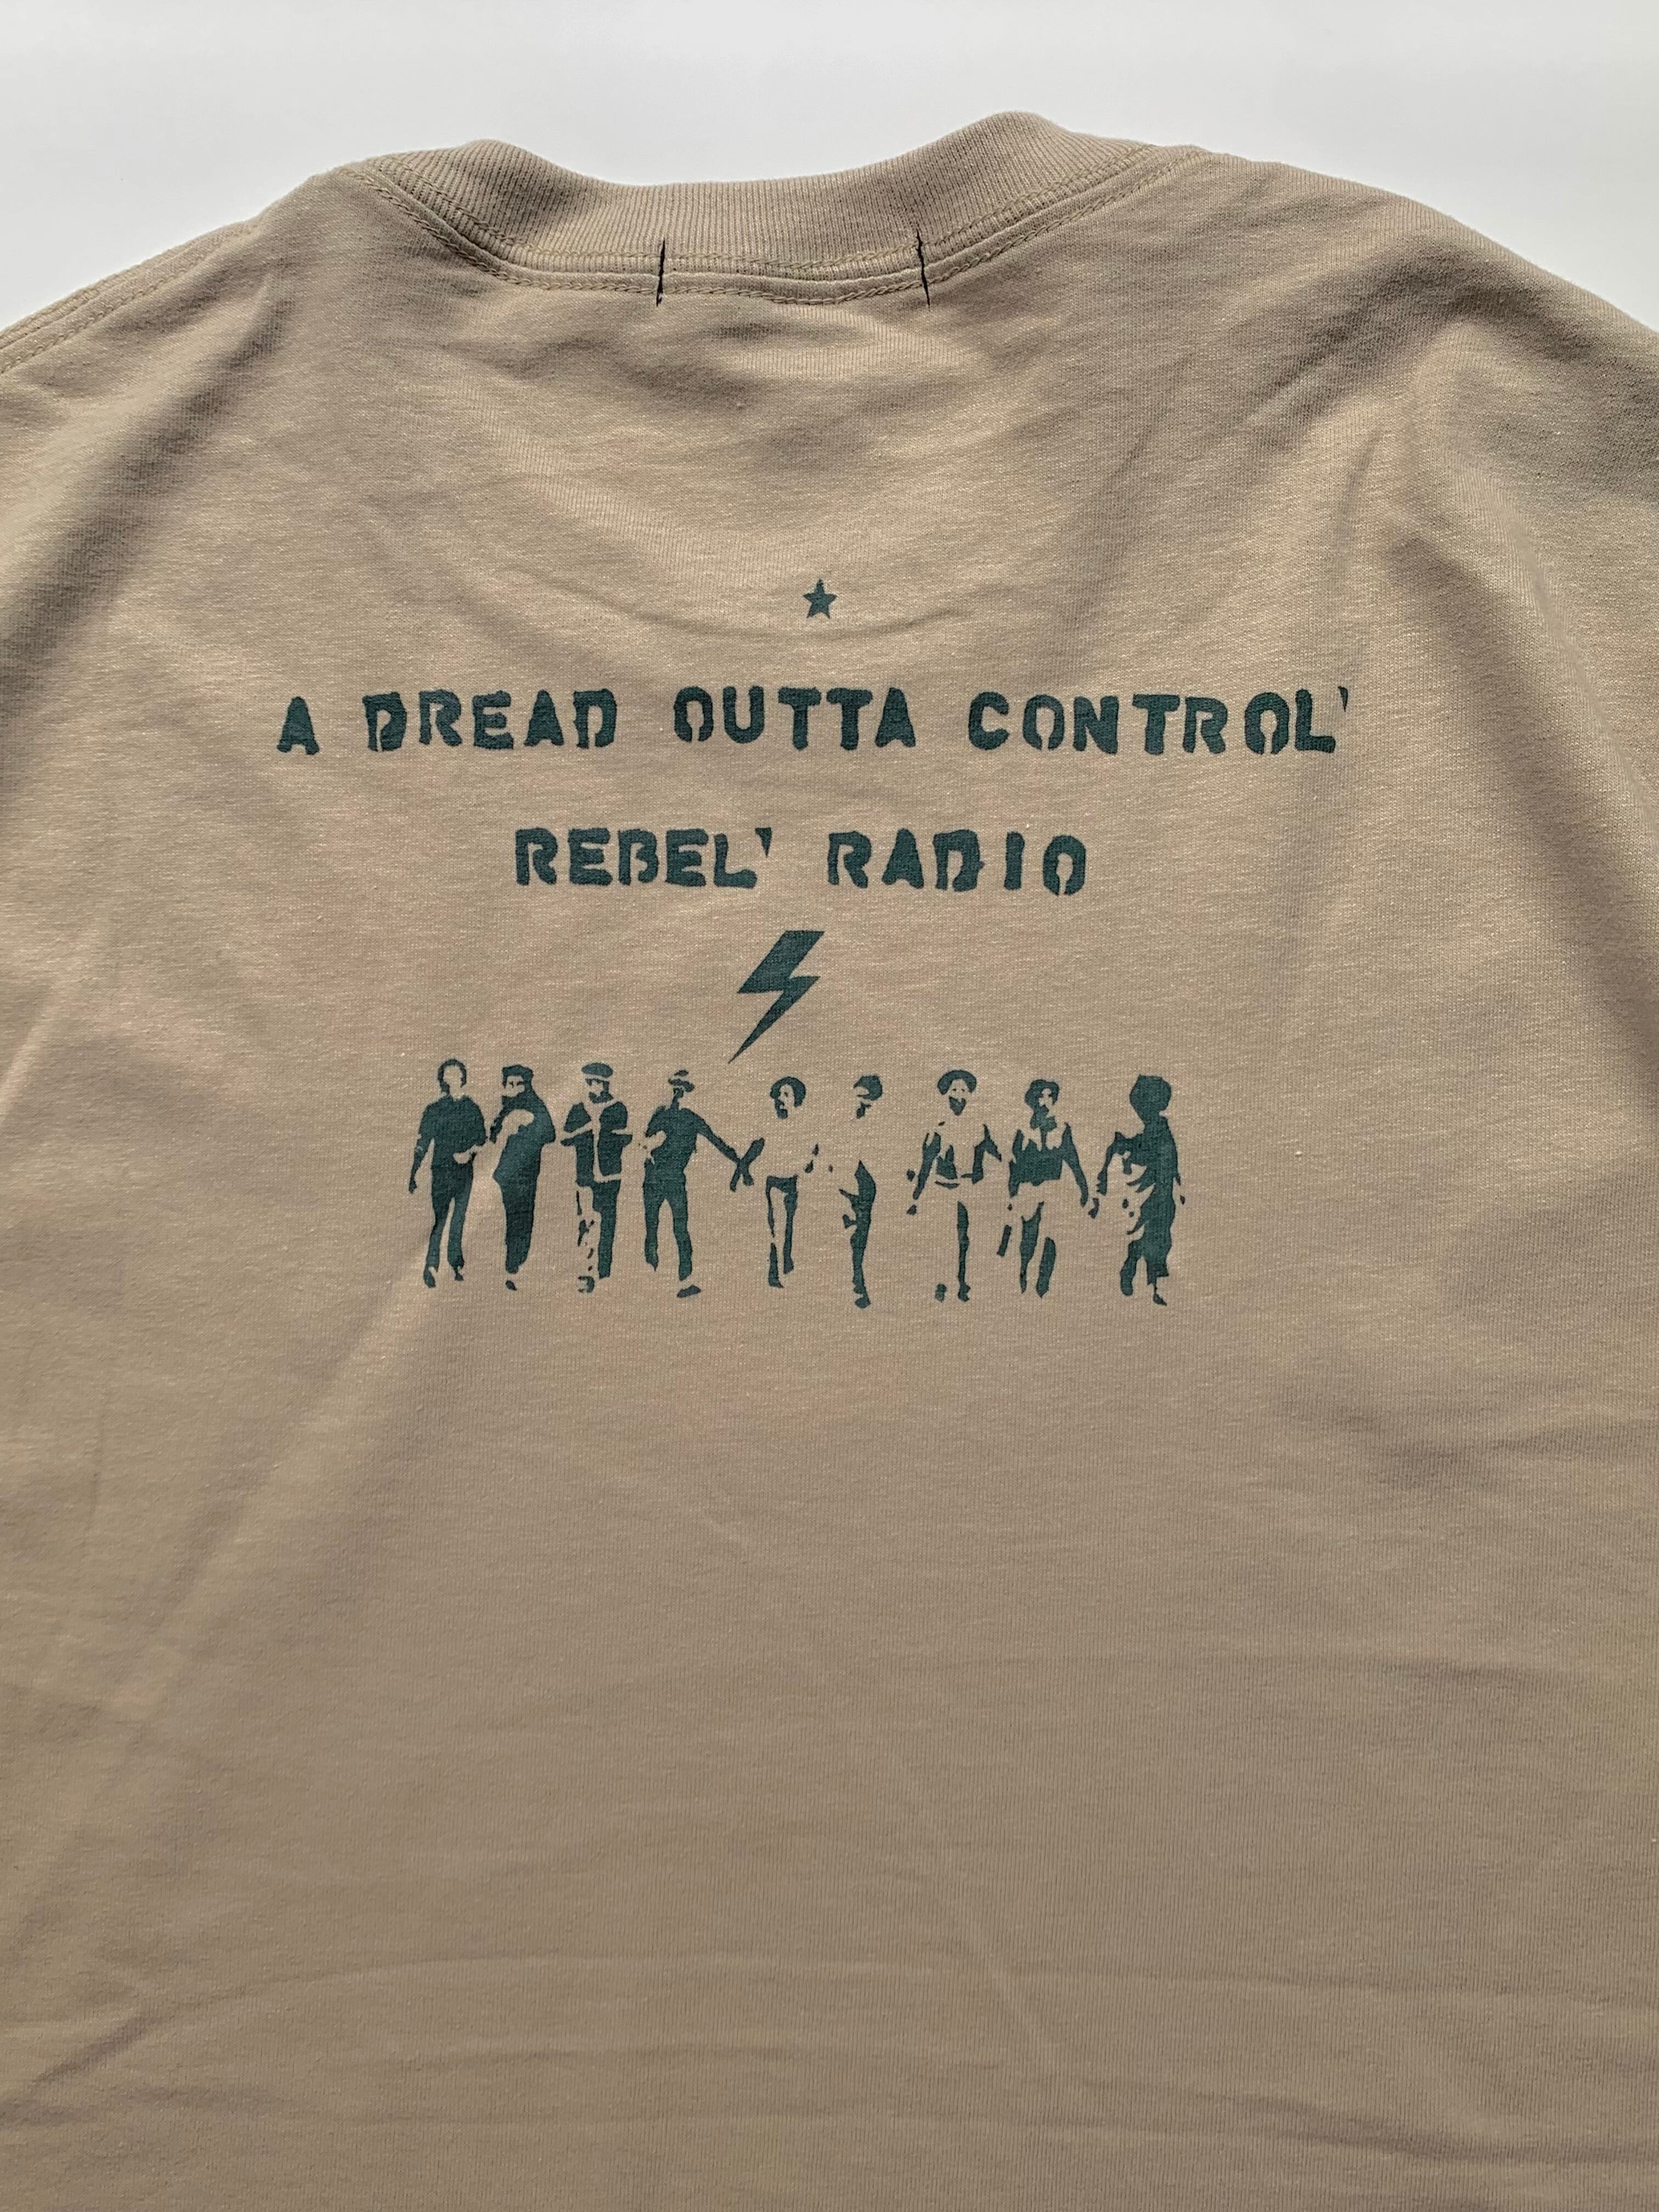 A DREAD OUTTA CONTROL'
REBEL' RADIO